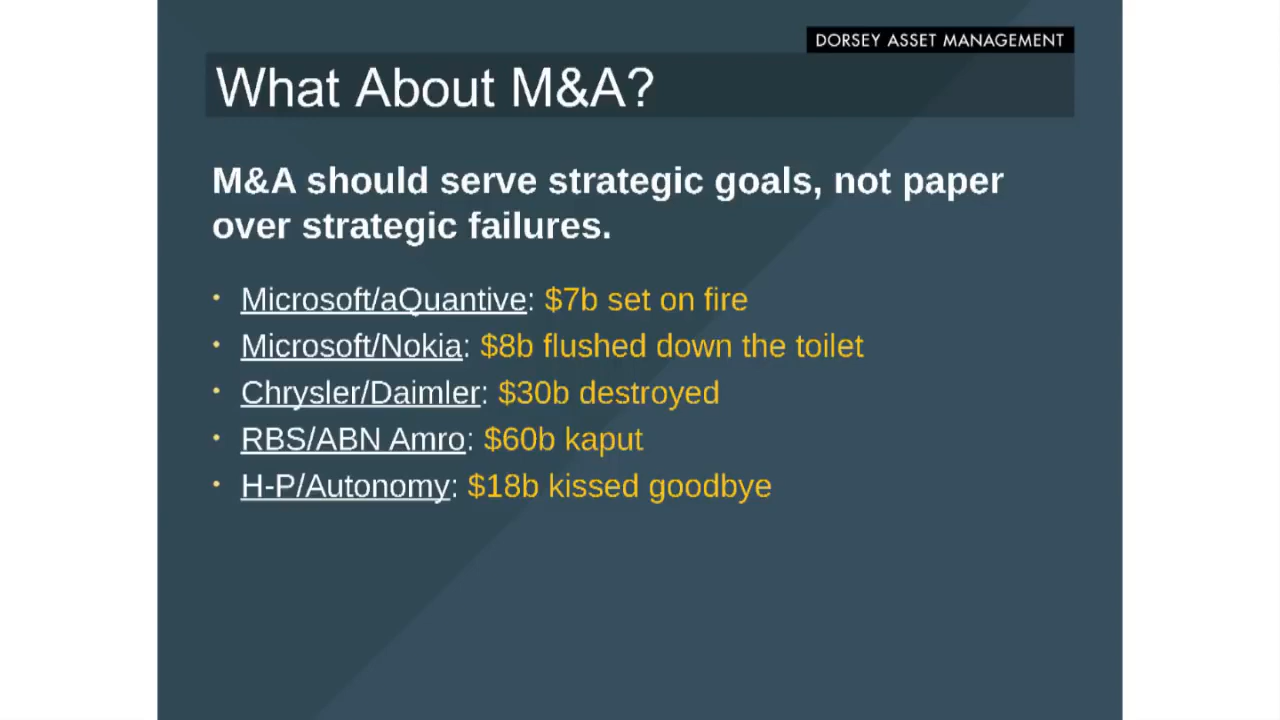 DORSEY ASSET MANAGEMENT
What About M&A?
M&A should serve strategic goals, not paper
over strategic failures.
• Microsoft/aQuantive: $7b set on fire
• Microsoft/Nokia: $8b flushed down the toilet
• Chrysler/Daimler: $30b destroyed
• RBS/ABN Amro: $60b kaput
• H-P/Autonomy: $18b kissed goodbye